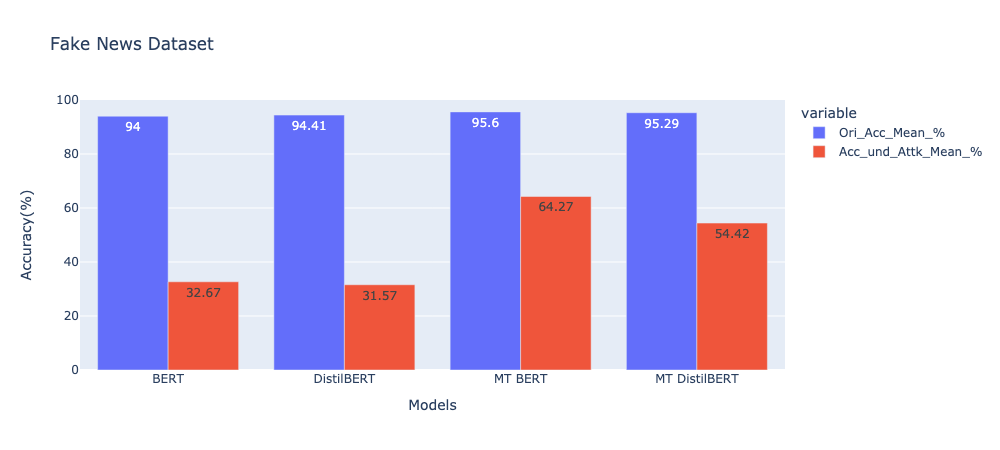 Fake News Dataset
100
80
60
40
20
0
Accuracy(%)
94
32.67
94.41
31.57
95.6
64.27
95.29
54.42
BERT
DistilBERT
MT BERT
MT DistilBERT
Models
variable
Ori_Acc_Mean_%
Acc_und_Attk_Mean_%